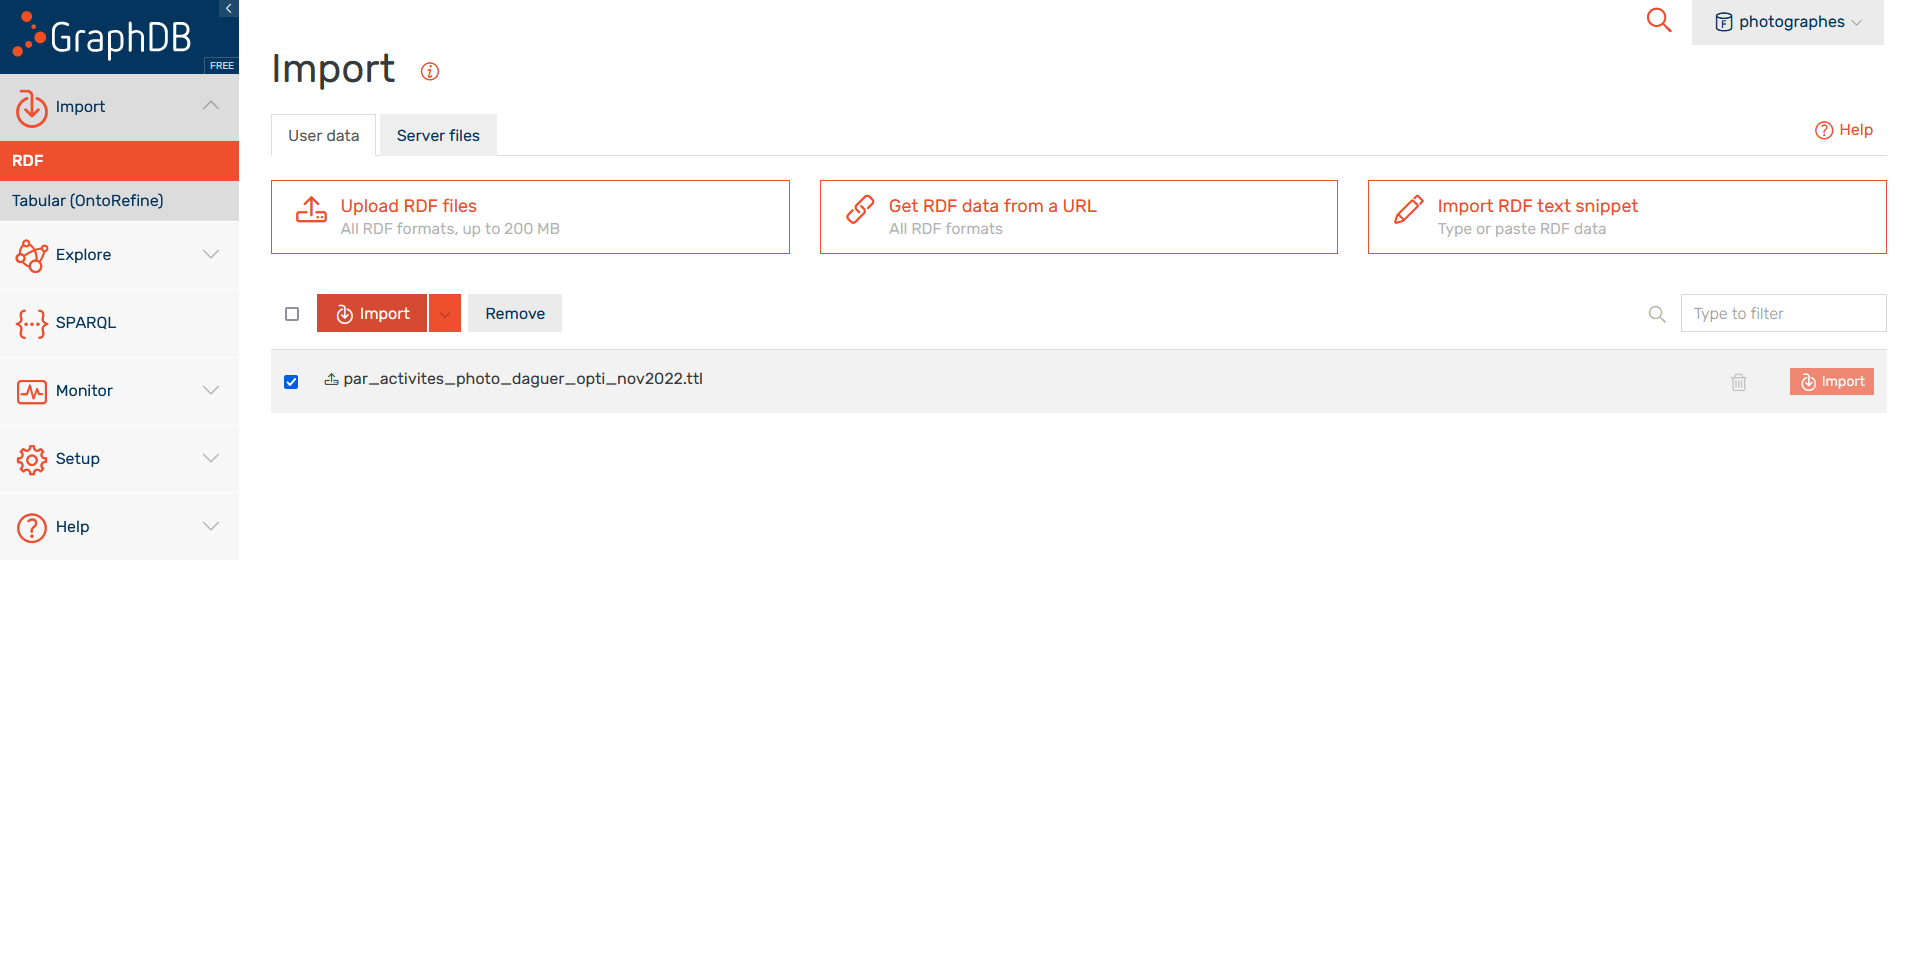 GraphDB
FREE
Import
RDF
Tabular (OntoRefine)
Explore
SPARQL
Monitor
Setup
Help
photographes
Import
User data
Server files
Help
Upload RDF files
All RDF formats, up to 200 MB
Get RDF data from a URL
All RDF formats
Import RDF text snippet
Type or paste RDF data
Import
Remove
Type to filter
par_activites_photo_daguer_opti_nov2022.ttl
Import